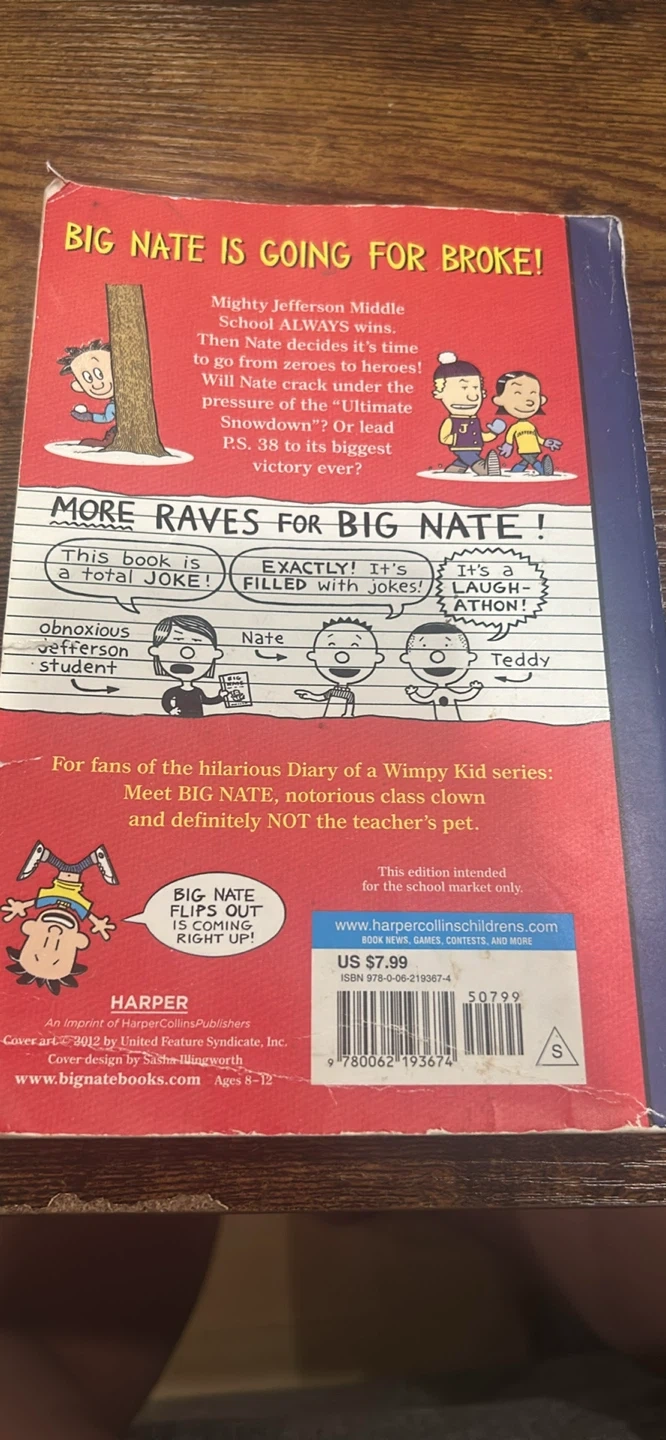 BIG NATE IS GOING FOR BROKE!
Mighty Jefferson Middle
School ALWAYS wins.
Then Nate decides it's time
to go from zeroes to heroes!
Will Nate crack under the
pressure of the "Ultimate
Snowdown"? Or lead
P.S. 38 to its biggest
victory ever?
J
MORE RAVES FOR BIG NATE!
This book is
a total JOKE!
EXACTLY! It's
FILLED with jokes!
It's a
LAUGH-
ATHON!
obnoxious
Jefferson
student
BIG
NATE
Nate
Teddy
For fans of the hilarious Diary of a Wimpy Kid series:
Meet BIG NATE, notorious class clown
and definitely NOT the teacher's pet.
BIG NATE
FLIPS OUT
IS COMING
RIGHT UP!
This edition intended
for the school market only.
www.harpercollinschildrens.com
BOOK NEWS, GAMES, CONTESTS, AND MORE
US $7.99
ISBN 978-0-06-219367-4
50799
9 780062 193674
S
HARPER
An Imprint of HarperCollinsPublishers
Cover art © 3012 by United Feature Syndicate, Inc.
Cover design by Sasha Illingworth
www.bignatebooks.com Ages 8–12